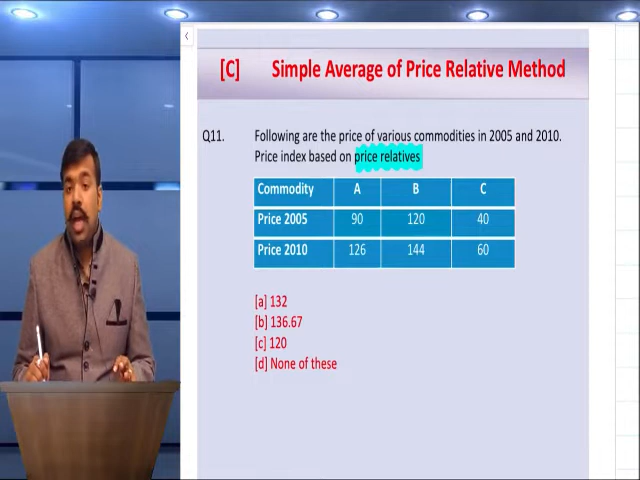 [C] Simple Average of Price Relative Method
Q11. Following are the price of various commodities in 2005 and 2010.
Price index based on price relatives
Commodity A B C
Price 2005 90 120 40
Price 2010 126 144 60
[a] 132
[b] 136.67
[c] 120
[d] None of these